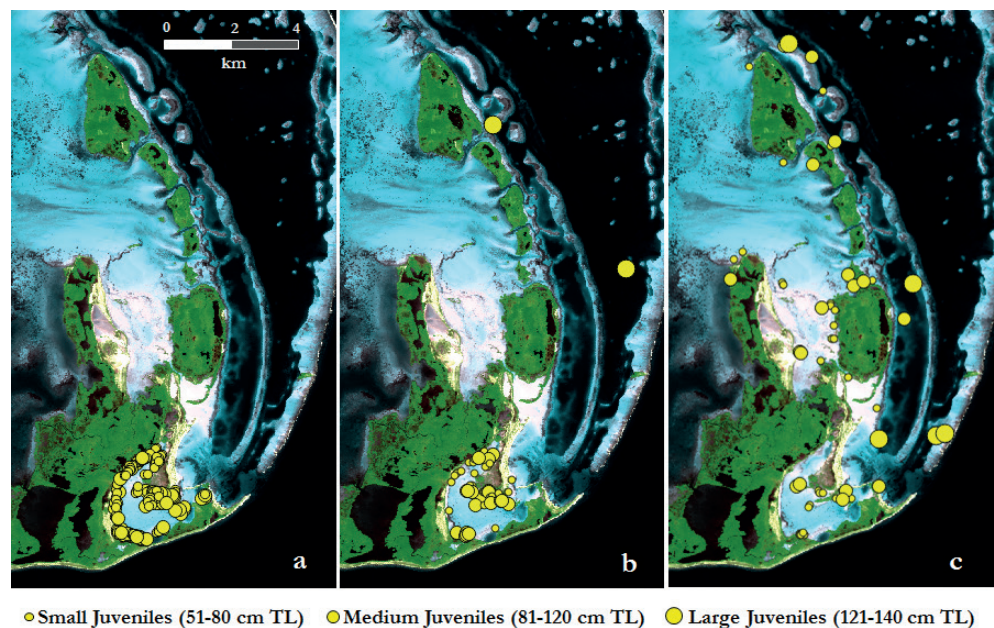 0 2 4
km
a
b
c
Small Juveniles (51-80 cm TL) Medium Juveniles (81-120 cm TL) Large Juveniles (121-140 cm TL)